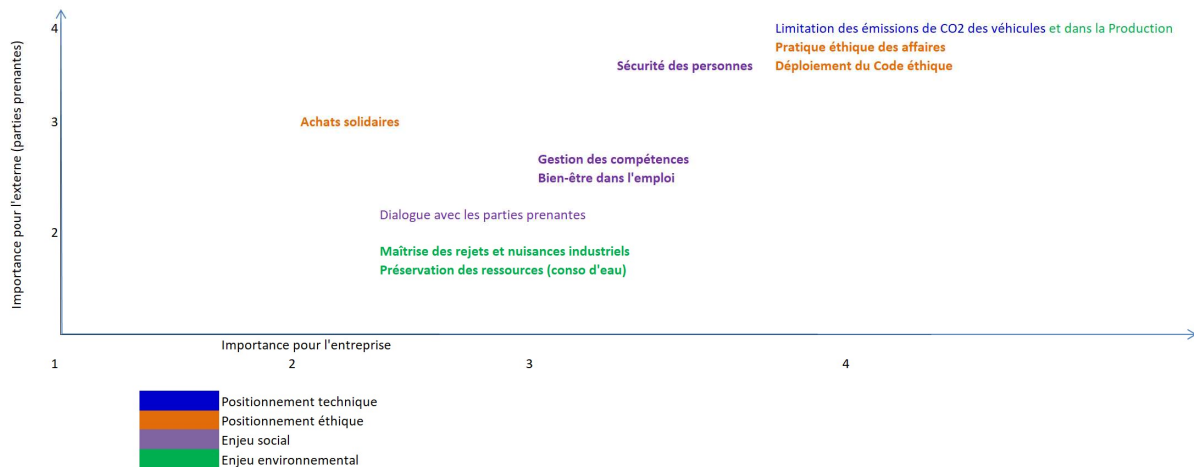 4
Limitation des émissions de CO2 des véhicules et dans la Production
Pratique éthique des affaires
Sécurité des personnes
Déploiement du Code éthique
Importance pour l'externe (parties prenantes)
3
Achats solidaires
Gestion des compétences
Bien-être dans l'emploi
Dialogue avec les parties prenantes
2
Maîtrise des rejets et nuisances industriels
Préservation des ressources (conso d'eau)
Importance pour l'entreprise
1 2 3 4
Positionnement technique
Positionnement éthique
Enjeu social
Enjeu environnemental